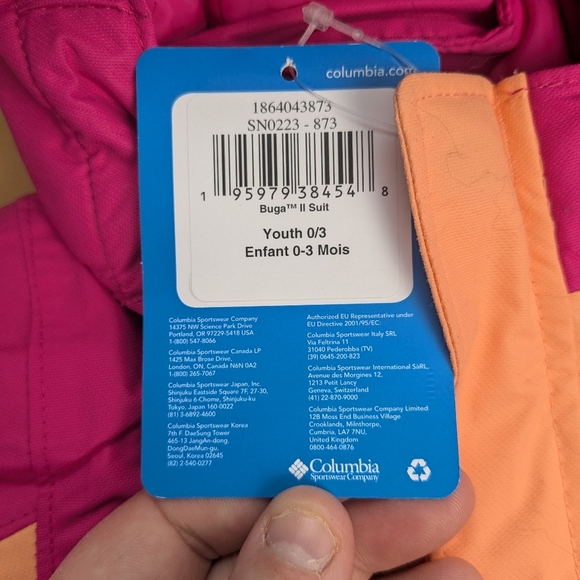 columbia.com
1864043873
SN0223 - 873
1 95979 38454 8
Buga™ II Suit
Youth 0/3
Enfant 0-3 Mois
Columbia Sportswear Company
14375 NW Science Park Drive
Portland, OR 97229-5418 USA
1-(800) 547-8066
Columbia Sportswear Canada LP
1425 Max Brose Drive,
London, ON, Canada N6N 0A2
1-(800) 265-7067
Columbia Sportswear Japan, Inc.
Shinjuku Eastside Square 7F, 27-30,
Shinjuku 6-Chome, Shinjuku-ku
Tokyo, Japan 160-0022
(81) 3-6892-4600
Columbia Sportswear Korea
7th F. DaeSung Tower
665-13 JangAn-dong,
DongDaeMun-gu,
Seoul, Korea 02645
(82) 2-540-0277
Authorized EU Representative under
EU Directive 2001/95/EC:
Columbia Sportswear Italy SRL
Via Feltrina 11
31040 Pederobba (TV)
(39) 0645-200-823
Columbia Sportswear International SàRL,
Avenue des Morgines 12,
1213 Petit Lancy
Geneva, Switzerland
(41) 22-870-9000
Columbia Sportswear Company Limited
12B Moss End Business Village
Crooklands, Milnthorpe,
Cumbria, LA7 7NU,
United Kingdom
0800-464-0876
Columbia
Sportswear Company